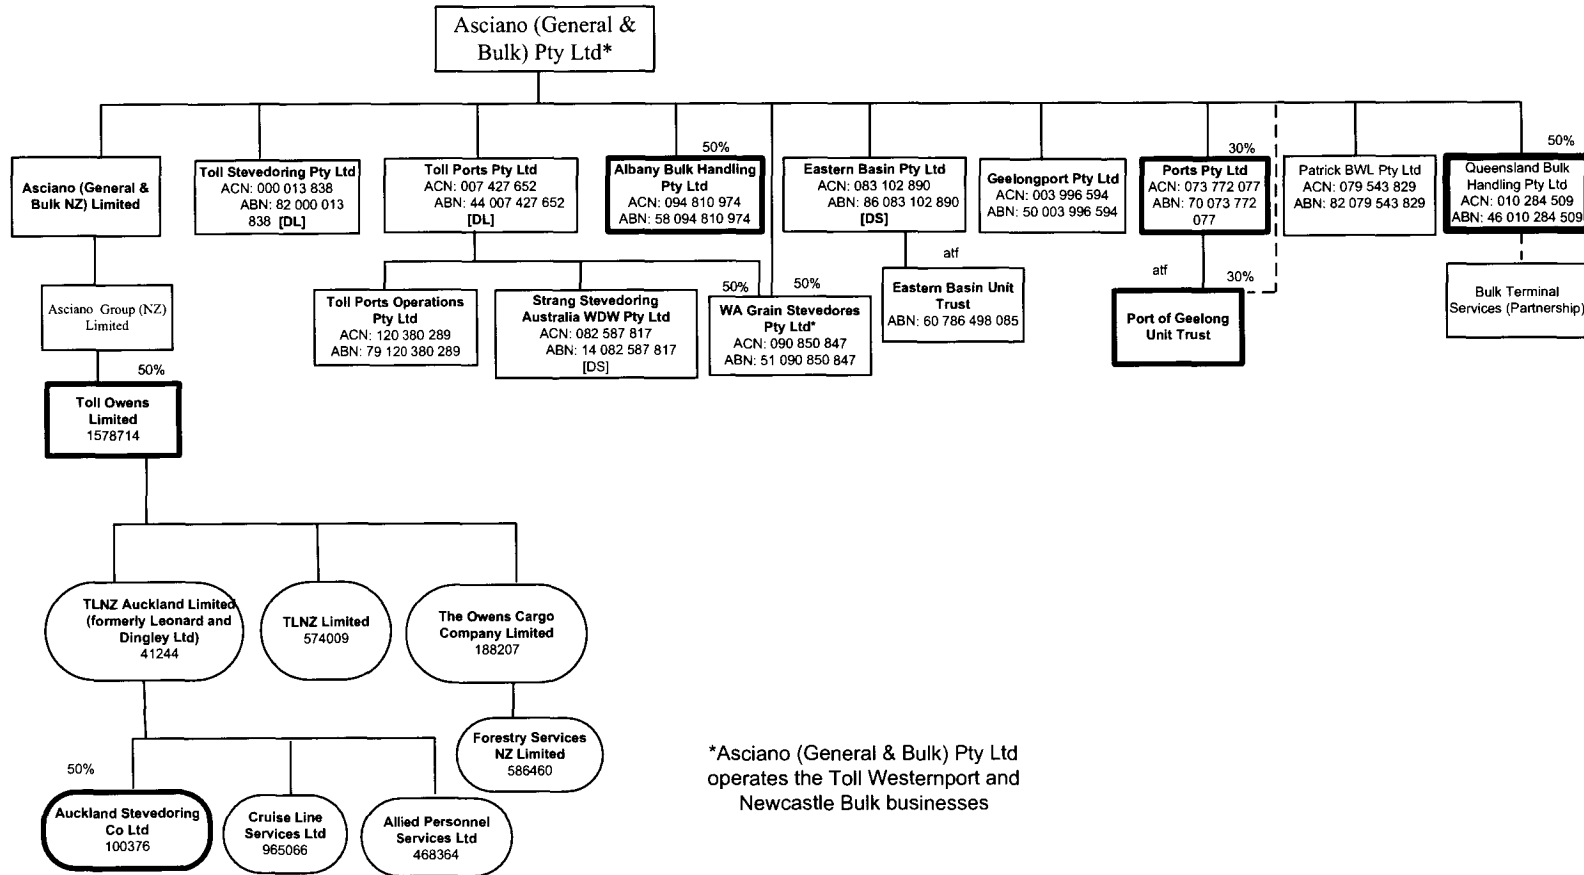 Asciano (General &
Bulk) Pty Ltd*
Asciano (General &
Bulk NZ) Limited
Toll Stevedoring Pty Ltd
ACN: 000 013 838
ABN: 82 000 013
838 [DL]
Toll Ports Pty Ltd
ACN: 007 427 652
ABN: 44 007 427 652
[DL]
50%
Albany Bulk Handling
Pty Ltd
ACN: 094 810 974
ABN: 58 094 810 974
Eastern Basin Pty Ltd
ACN: 083 102 890
ABN: 86 083 102 890
[DS]
Geelongport Pty Ltd
ACN: 003 996 594
ABN: 50 003 996 594
30%
Ports Pty Ltd
ACN: 073 772 077
ABN: 70 073 772
077
Patrick BWL Pty Ltd
ACN: 079 543 829
ABN: 82 079 543 829
50%
Queensland Bulk
Handling Pty Ltd
ACN: 010 284 509
ABN: 46 010 284 509
Asciano Group (NZ)
Limited
Toll Ports Operations
Pty Ltd
ACN: 120 380 289
ABN: 79 120 380 289
Strang Stevedoring
Australia WDW Pty Ltd
ACN: 082 587 817
ABN: 14 082 587 817
[DS]
50%
50%
WA Grain Stevedores
Pty Ltd*
ACN: 090 850 847
ABN: 51 090 850 847
atf
Eastern Basin Unit
Trust
ABN: 60 786 498 085
atf
30%
Port of Geelong
Unit Trust
Bulk Terminal
Services (Partnership)
50%
Toll Owens
Limited
1578714
TLNZ Auckland Limited
(formerly Leonard and
Dingley Ltd)
41244
TLNZ Limited
574009
The Owens Cargo
Company Limited
188207
Forestry Services
NZ Limited
586460
50%
Auckland Stevedoring
Co Ltd
100376
Cruise Line
Services Ltd
965066
Allied Personnel
Services Ltd
468364
*Asciano (General & Bulk) Pty Ltd
operates the Toll Westernport and
Newcastle Bulk businesses